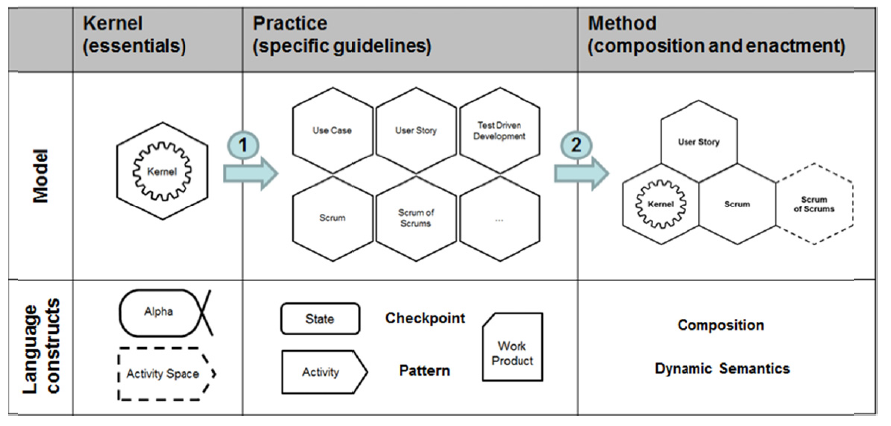 Kernel
(essentials)
Practice
(specific guidelines)
Method
(composition and enactment)
Model
Kernel
1
Use Case
User Story
Test Driven
Development
Scrum
Scrum of
Scrums
...
2
User Story
Kernel
Scrum
Scrum
of Scrums
Language
constructs
Alpha
Activity Space
State
Checkpoint
Activity
Pattern
Work
Product
Composition
Dynamic Semantics